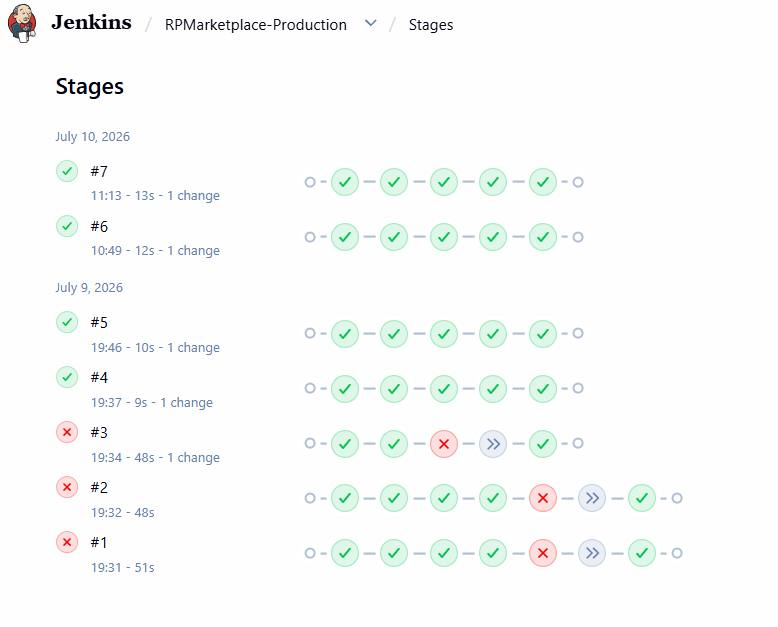 Jenkins / RPMarketplace-Production / Stages
Stages
July 10, 2026
#7
11:13 - 13s - 1 change
#6
10:49 - 12s - 1 change
July 9, 2026
#5
19:46 - 10s - 1 change
#4
19:37 - 9s - 1 change
#3
19:34 - 48s - 1 change
#2
19:32 - 48s
#1
19:31 - 51s